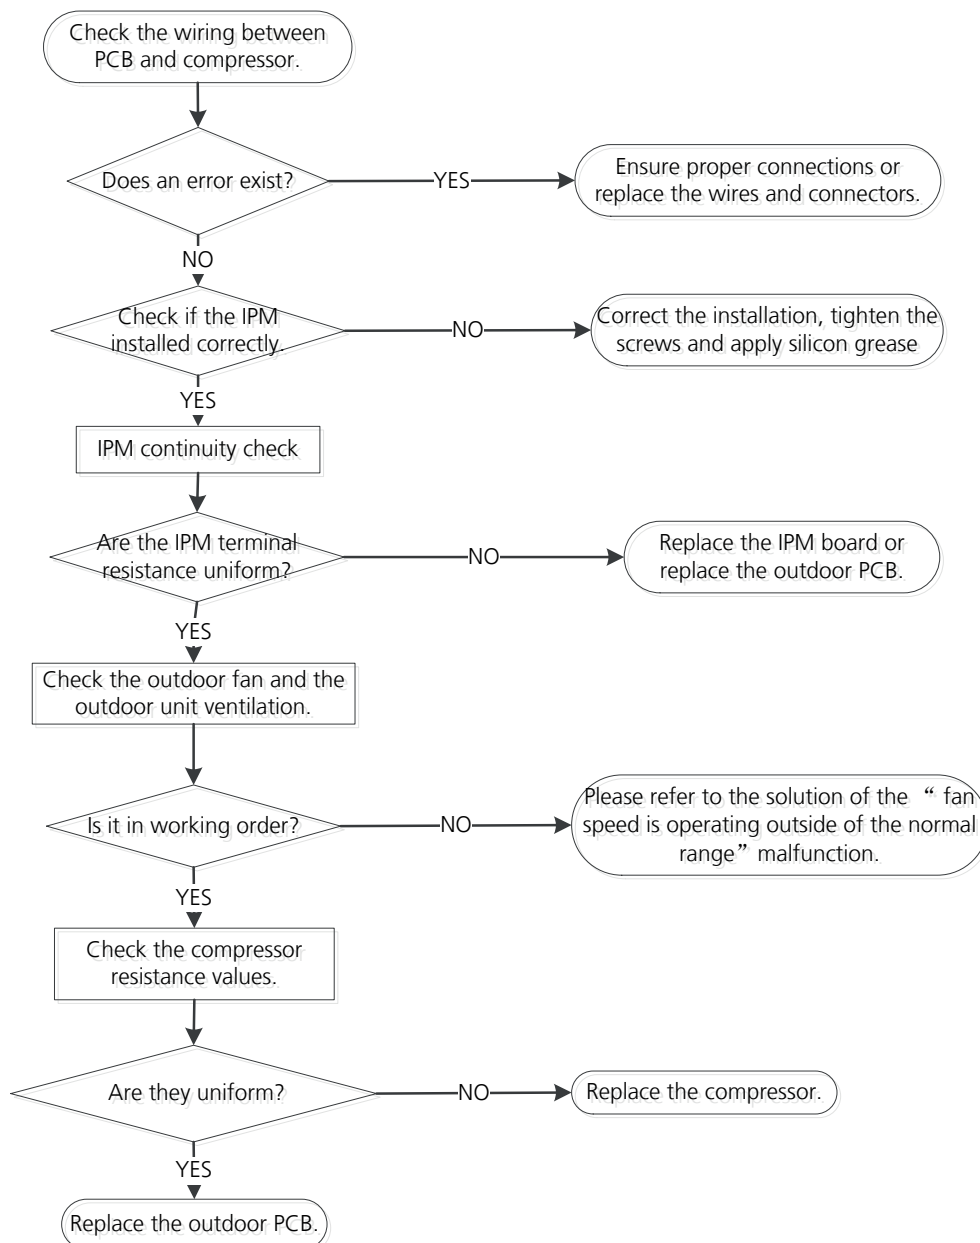 Check the wiring between
PCB and compressor.
Does an error exist?
YES
Ensure proper connections or
replace the wires and connectors.
NO
Check if the IPM
installed correctly.
NO
Correct the installation, tighten the
screws and apply silicon grease
YES
IPM continuity check
Are the IPM terminal
resistance uniform?
NO
Replace the IPM board or
replace the outdoor PCB.
YES
Check the outdoor fan and the
outdoor unit ventilation.
Is it in working order?
NO
Please refer to the solution of the “ fan
speed is operating outside of the normal
range” malfunction.
YES
Check the compressor
resistance values.
Are they uniform?
NO
Replace the compressor.
YES
Replace the outdoor PCB.